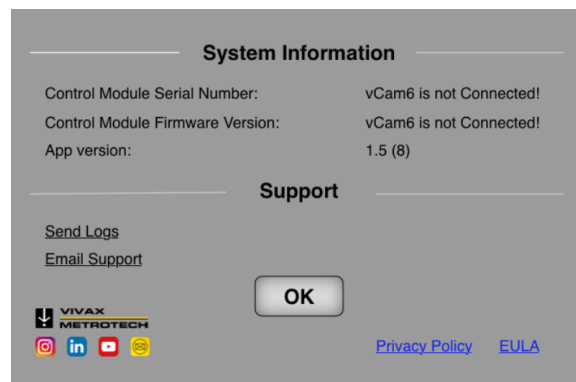 System Information
Control Module Serial Number: vCam6 is not Connected!
Control Module Firmware Version: vCam6 is not Connected!
App version: 1.5 (8)
Support
Send Logs
Email Support
OK
VIVAX
METROTECH
in
Privacy Policy EULA